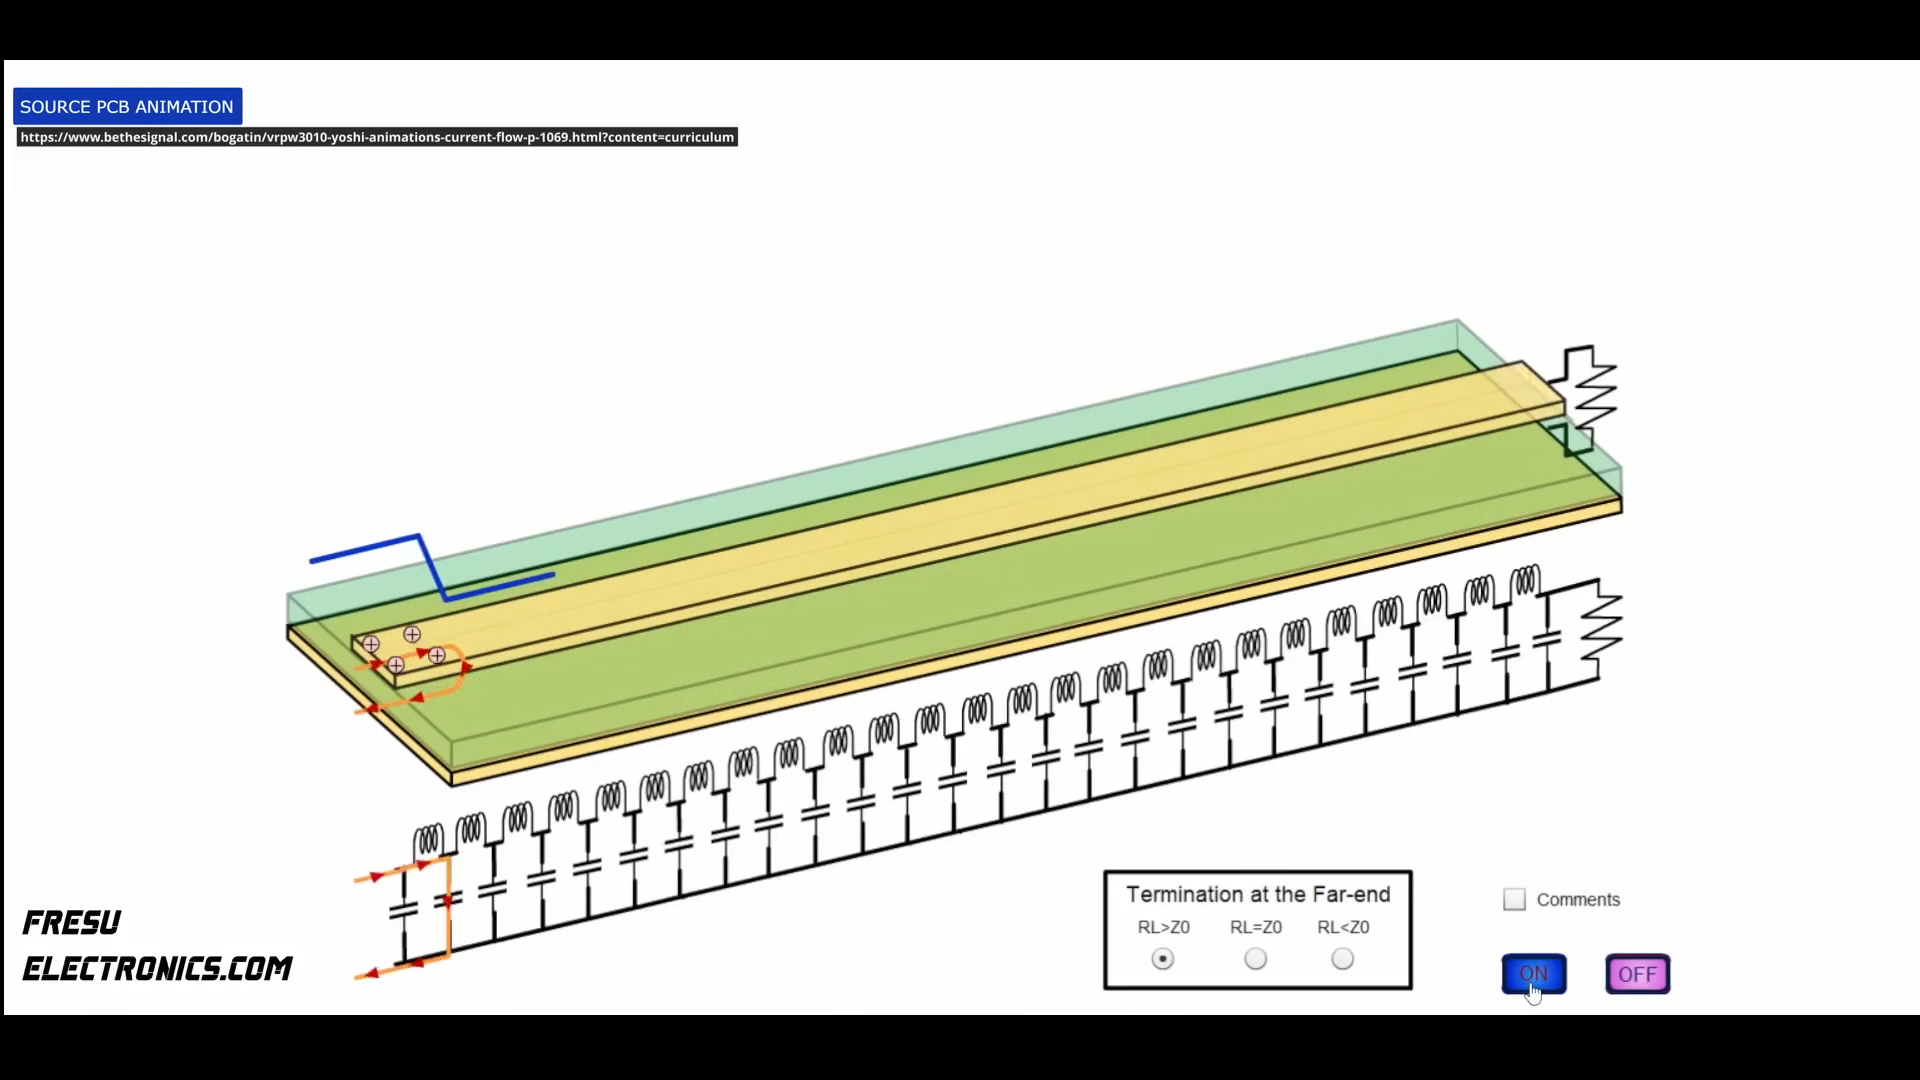 SOURCE PCB ANIMATION
https://www.bethesignal.com/bogatin/vrpw3010-yoshi-animations-current-flow-p-1069.html?content=curriculum
Termination at the Far-end
RL>Z0 RL=Z0 RL<Z0
Comments
ON OFF
FRESU
ELECTRONICS.COM